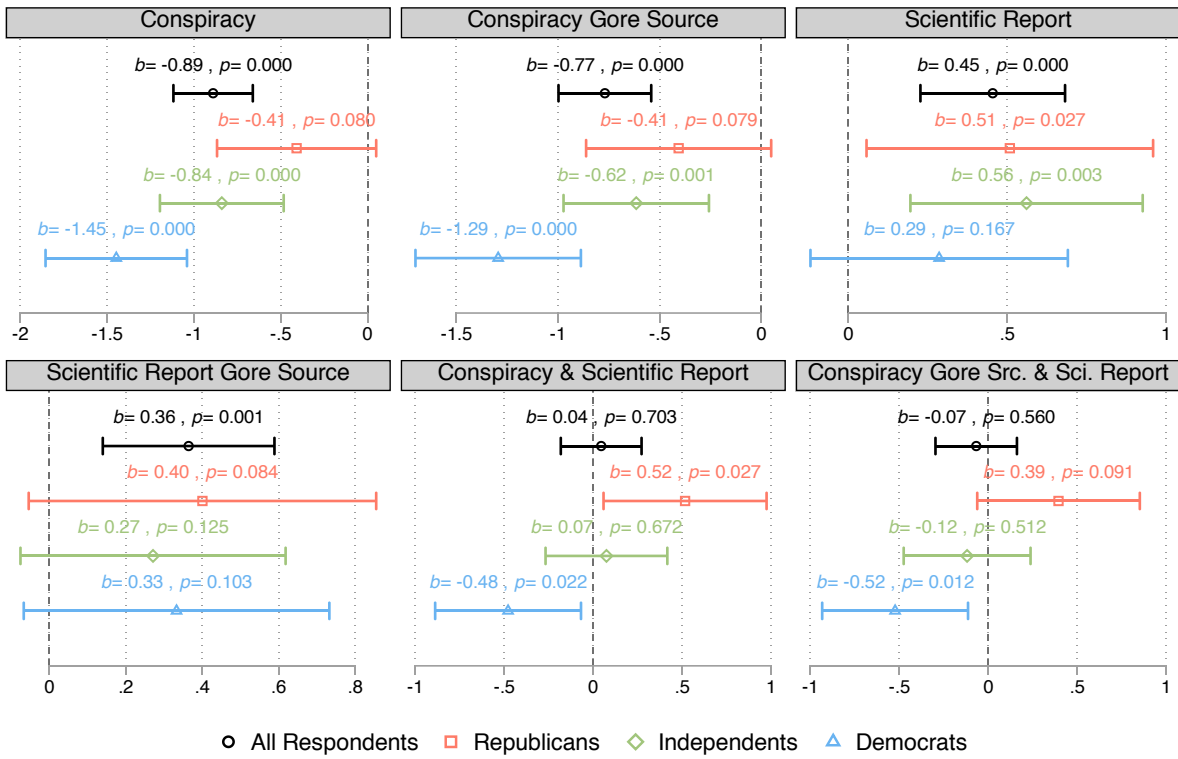 Conspiracy
b= -0.89 , p= 0.000
b= -0.41 , p= 0.080
b= -0.84 , p= 0.000
b= -1.45 , p= 0.000
-2 -1.5 -1 -.5 0
Conspiracy Gore Source
b= -0.77 , p= 0.000
b= -0.41 , p= 0.079
b= -0.62 , p= 0.001
b= -1.29 , p= 0.000
-1.5 -1 -.5 0
Scientific Report
b= 0.45 , p= 0.000
b= 0.51 , p= 0.027
b= 0.56 , p= 0.003
b= 0.29 , p= 0.167
0 .5 1
Scientific Report Gore Source
b= 0.36 , p= 0.001
b= 0.40 , p= 0.084
b= 0.27 , p= 0.125
b= 0.33 , p= 0.103
0 .2 .4 .6 .8
Conspiracy & Scientific Report
b= 0.04 , p= 0.703
b= 0.52 , p= 0.027
b= 0.07 , p= 0.672
b= -0.48 , p= 0.022
-1 -.5 0 .5 1
Conspiracy Gore Src. & Sci. Report
b= -0.07 , p= 0.560
b= 0.39 , p= 0.091
b= -0.12 , p= 0.512
b= -0.52 , p= 0.012
-1 -.5 0 .5 1
All Respondents Republicans Independents Democrats